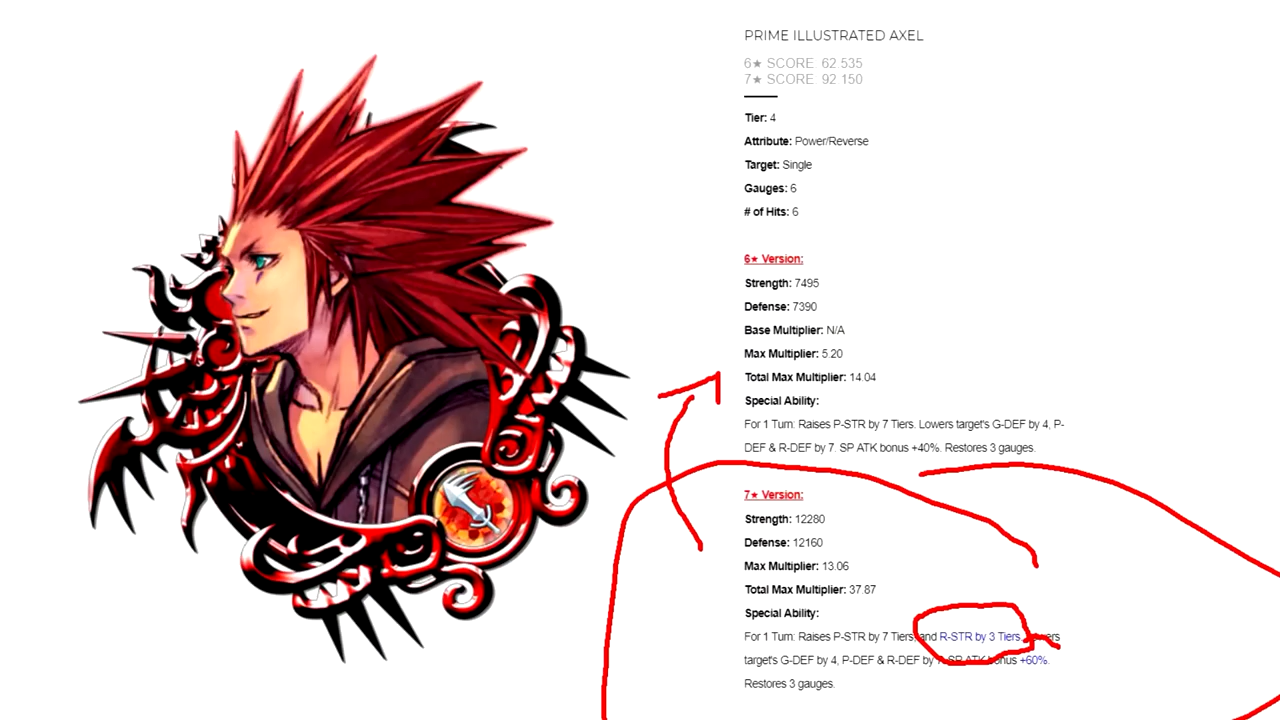 PRIME ILLUSTRATED AXEL
6★ SCORE 62 535
7★ SCORE 92 150
Tier: 4
Attribute: Power/Reverse
Target: Single
Gauges: 6
# of Hits: 6
6★ Version:
Strength: 7495
Defense: 7390
Base Multiplier: N/A
Max Multiplier: 5.20
Total Max Multiplier: 14.04
Special Ability:
For 1 Turn: Raises P-STR by 7 Tiers. Lowers target's G-DEF by 4, P-
DEF & R-DEF by 7. SP ATK bonus +40%. Restores 3 gauges.
7★ Version:
Strength: 12280
Defense: 12160
Max Multiplier: 13.06
Total Max Multiplier: 37.87
Special Ability:
For 1 Turn: Raises P-STR by 7 Tiers, and R-STR by 3 Tiers.
target's G-DEF by 4, P-DEF & R-DEF by SP ATK bonus +60%.
Restores 3 gauges.